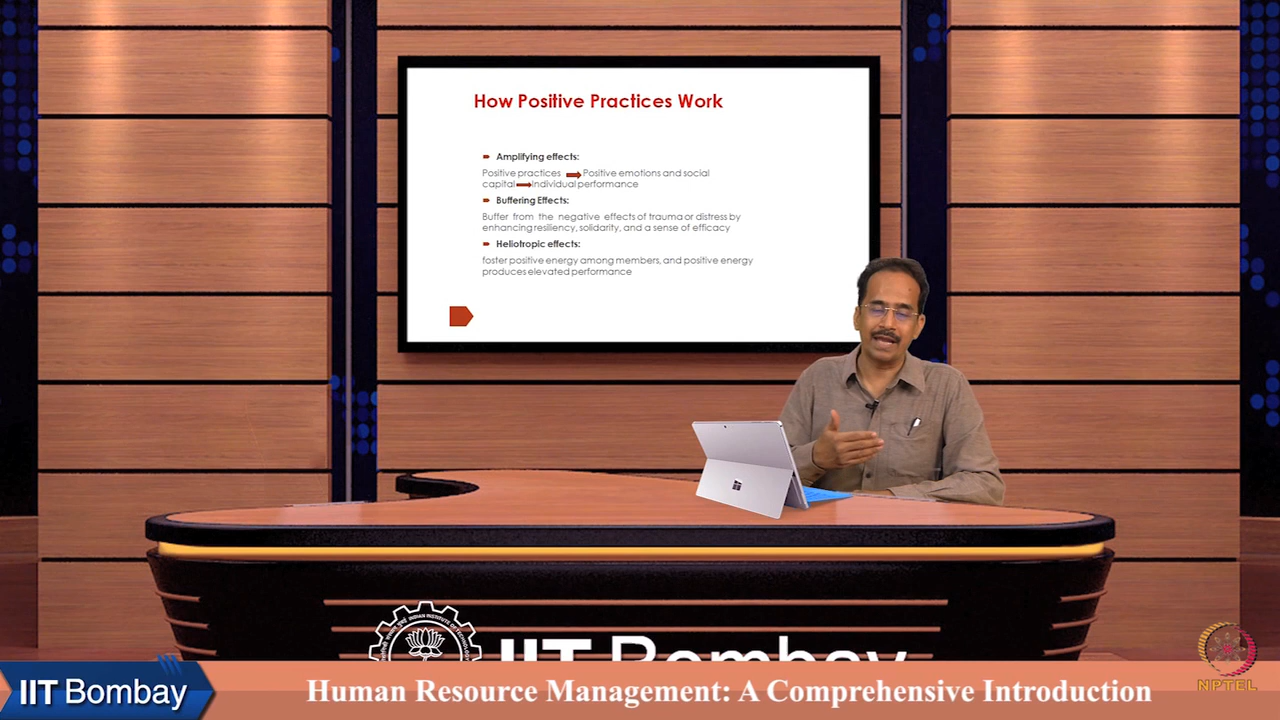 How Positive Practices Work
Amplifying effects:
Positive practices Positive emotions and social
capital Individual performance
Buffering Effects:
Buffer from the negative effects of trauma or distress by
enhancing resiliency, solidarity, and a sense of efficacy
Heliotropic effects:
foster positive energy among members, and positive energy
produces elevated performance
IIT Bombay
IIT Bombay
Human Resource Management: A Comprehensive Introduction
NPTEL